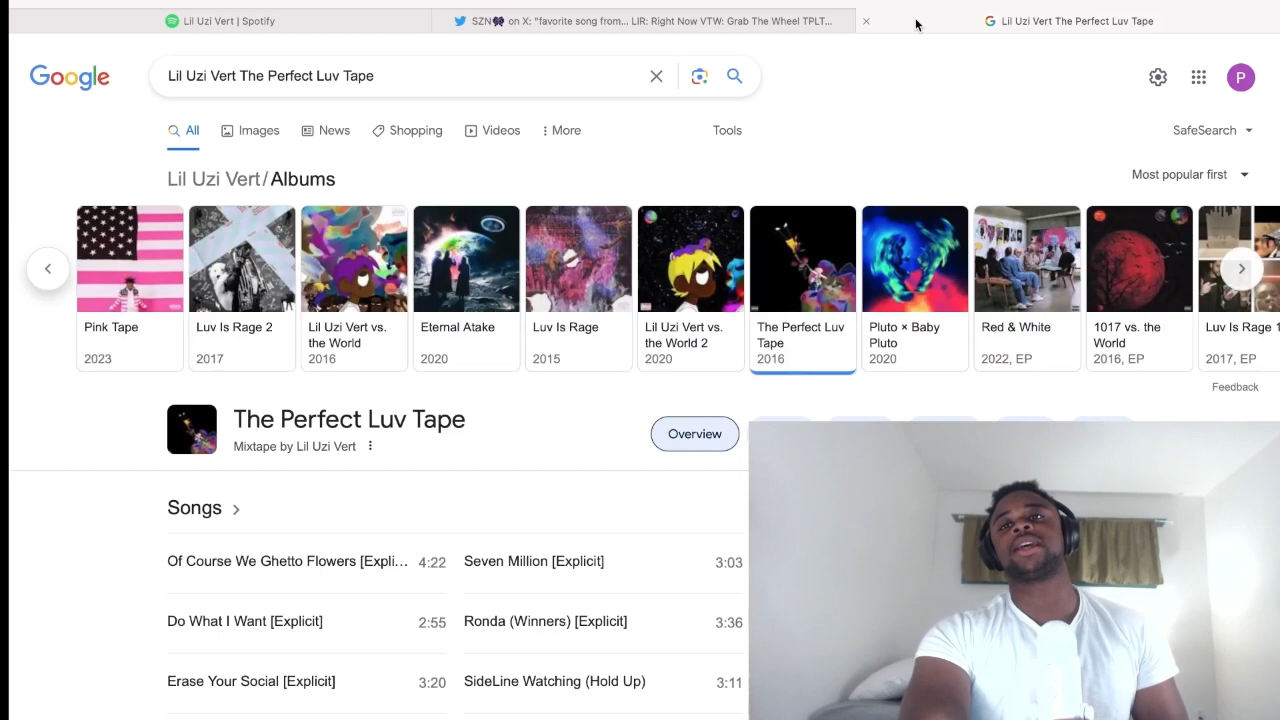 Lil Uzi Vert | Spotify
SZN on X: "favorite song from... LIR: Right Now VTW: Grab The Wheel TPLT...
Lil Uzi Vert The Perfect Luv Tape
Google
Lil Uzi Vert The Perfect Luv Tape
P
All
Images
News
Shopping
Videos
More
Tools
SafeSearch
Lil Uzi Vert/Albums
Most popular first
Pink Tape
2023
Luv Is Rage 2
2017
Lil Uzi Vert vs.
the World
2016
Eternal Atake
2020
Luv Is Rage
2015
Lil Uzi Vert vs.
the World 2
2020
The Perfect Luv
Tape
2016
Pluto × Baby
Pluto
2020
Red & White
2022, EP
1017 vs. the
World
2016, EP
Luv Is Rage 1
2017, EP
Feedback
The Perfect Luv Tape
Mixtape by Lil Uzi Vert
Overview
Songs
Of Course We Ghetto Flowers [Expli... 4:22
Seven Million [Explicit] 3:03
Do What I Want [Explicit] 2:55
Ronda (Winners) [Explicit] 3:36
Erase Your Social [Explicit] 3:20
SideLine Watching (Hold Up) 3:11